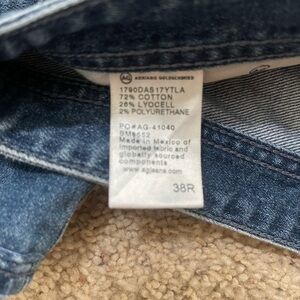 AG ADRIANO GOLDSCHMIED
1790DAS17YTLA
72% COTTON
26% LYOCELL
2% POLYURETHANE
PO#AG-41040
Made in Mexico of
imported fabric and
globally sourced
components
www.agjeans.com
38R